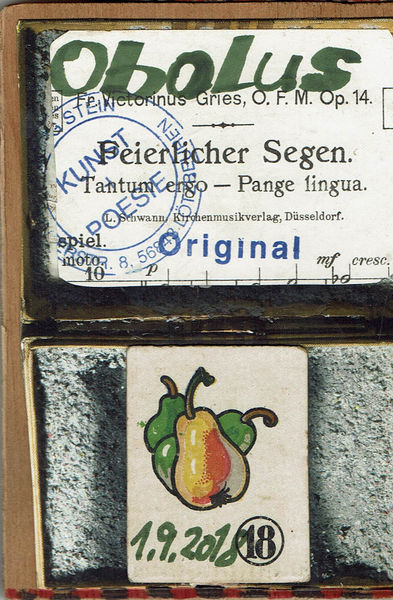 Obolus
Fr. Victorinus Gries, O. F. M. Op. 14.
Feierlicher Segen.
Tantum ergo — Pange lingua.
L. Schwann, Kirchenmusikverlag, Düsseldorf.
KUNST
POESIE
STEIN
Original
spiel.
moto.
10 p mf cresc.
1.9.2018
18